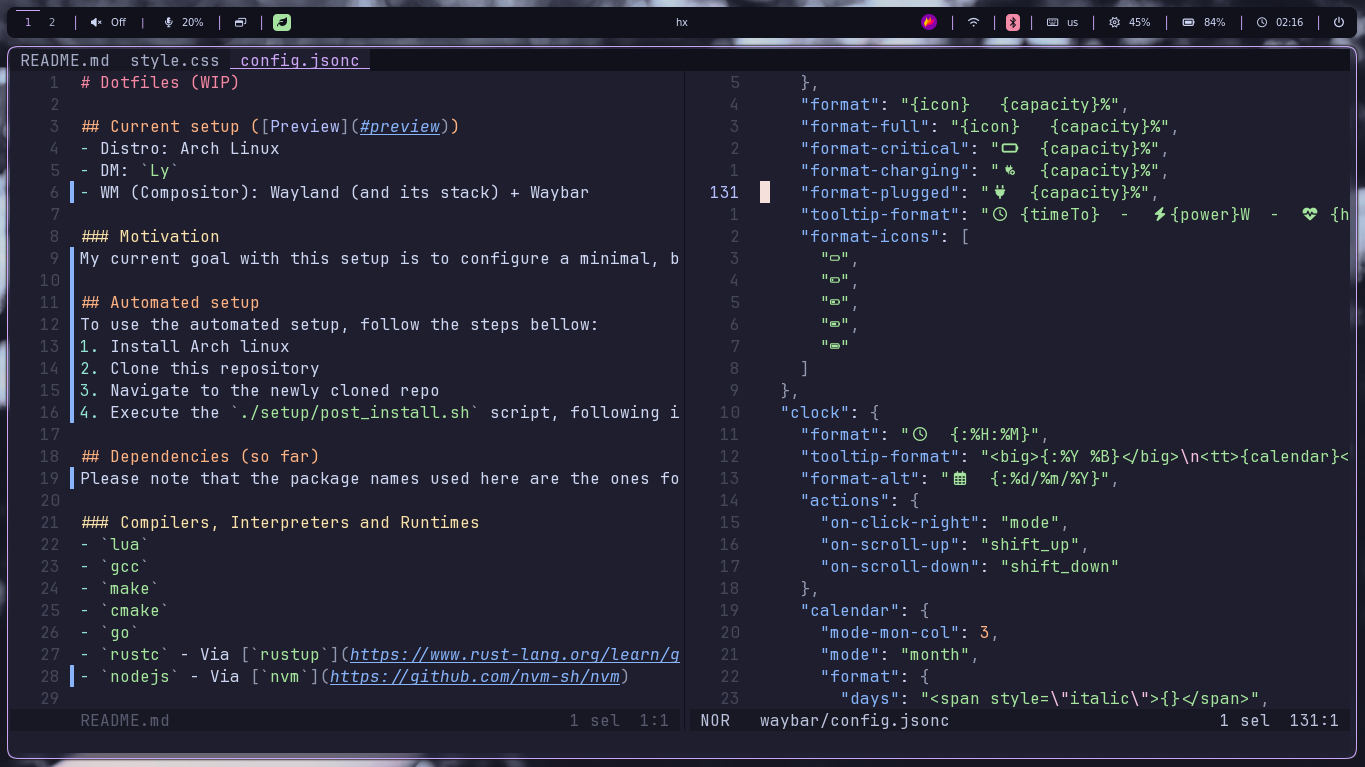 1 2 | Off | 20% | | hx | | us | 45% | 84% | 02:16 |
README.md style.css config.jsonc
1 # Dotfiles (WIP)
2
3 ## Current setup ([Preview](#preview))
4 - Distro: Arch Linux
5 - DM: `Ly`
6 - WM (Compositor): Wayland (and its stack) + Waybar
7
8 ### Motivation
9 My current goal with this setup is to configure a minimal, b
10
11 ## Automated setup
12 To use the automated setup, follow the steps bellow:
13 1. Install Arch linux
14 2. Clone this repository
15 3. Navigate to the newly cloned repo
16 4. Execute the `./setup/post_install.sh` script, following i
17
18 ## Dependencies (so far)
19 Please note that the package names used here are the ones fo
20
21 ### Compilers, Interpreters and Runtimes
22 - `lua`
23 - `gcc`
24 - `make`
25 - `cmake`
26 - `go`
27 - `rustc` - Via [`rustup`](https://www.rust-lang.org/learn/g
28 - `nodejs` - Via [`nvm`](https://github.com/nvm-sh/nvm)
29
README.md 1 sel 1:1
5 },
4 "format": "{icon}   {capacity}%",
3 "format-full": "{icon}   {capacity}%",
2 "format-critical": "  {capacity}%",
1 "format-charging": "  {capacity}%",
131 "format-plugged": "  {capacity}%",
1 "tooltip-format": " {timeTo}  -  {power}W  -  {h
2 "format-icons": [
3 "",
4 "",
5 "",
6 "",
7 ""
8 ]
9 },
10 "clock": {
11 "format": "  {:%H:%M}",
12 "tooltip-format": "<big>{:%Y %B}</big>\n<tt>{calendar}<
13 "format-alt": "  {:%d/%m/%Y}",
14 "actions": {
15 "on-click-right": "mode",
16 "on-scroll-up": "shift_up",
17 "on-scroll-down": "shift_down"
18 },
19 "calendar": {
20 "mode-mon-col": 3,
21 "mode": "month",
22 "format": {
23 "days": "<span style=\"italic\">{}</span>",
NOR waybar/config.jsonc 1 sel 131:1